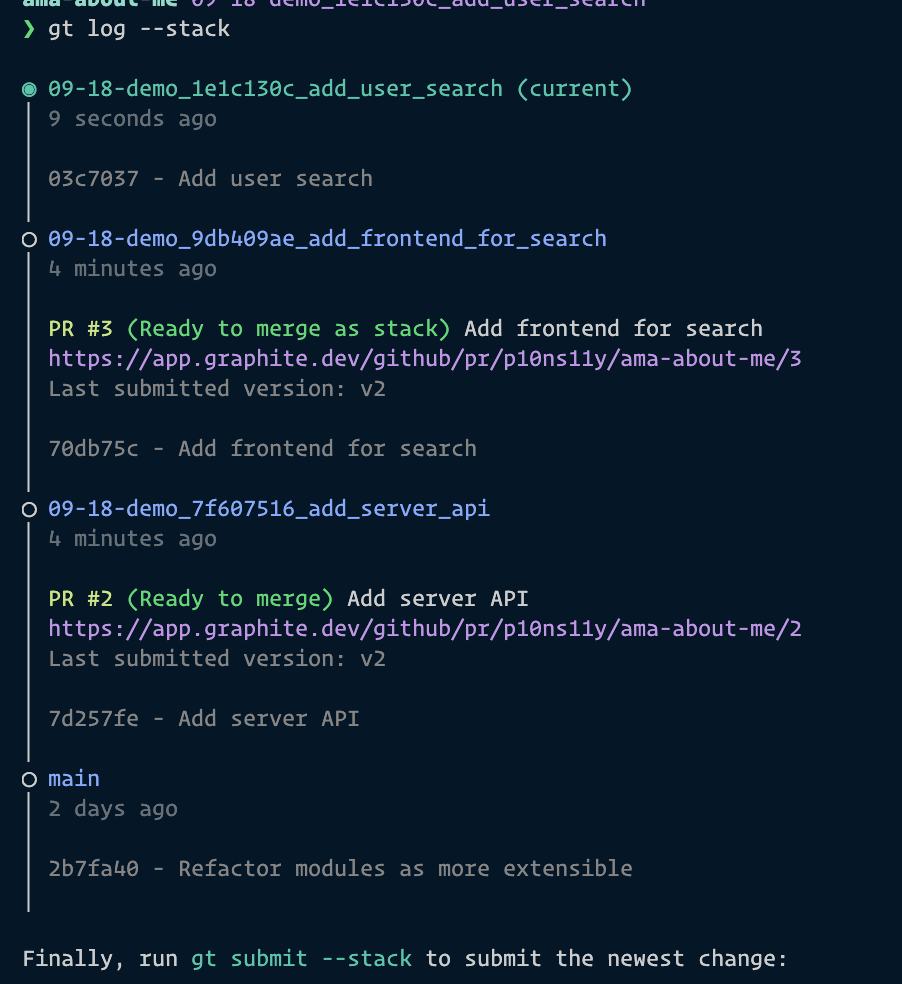 ama-about-me 09-18-demo_1e1c130c_add_user_search
❯ gt log --stack
09-18-demo_1e1c130c_add_user_search (current)
9 seconds ago
03c7037 - Add user search
09-18-demo_9db409ae_add_frontend_for_search
4 minutes ago
PR #3 (Ready to merge as stack) Add frontend for search
https://app.graphite.dev/github/pr/p10ns11y/ama-about-me/3
Last submitted version: v2
70db75c - Add frontend for search
09-18-demo_7f607516_add_server_api
4 minutes ago
PR #2 (Ready to merge) Add server API
https://app.graphite.dev/github/pr/p10ns11y/ama-about-me/2
Last submitted version: v2
7d257fe - Add server API
main
2 days ago
2b7fa40 - Refactor modules as more extensible
Finally, run gt submit --stack to submit the newest change: